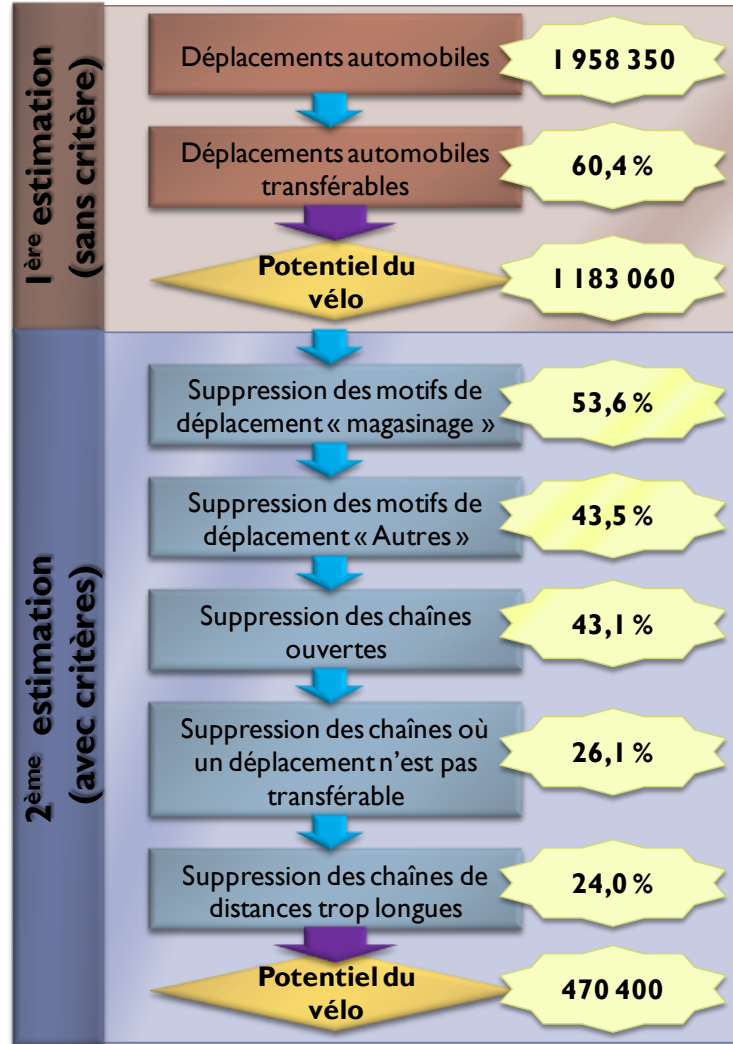 1ère estimation
(sans critère)
Déplacements automobiles
1 958 350
Déplacements automobiles
transférables
60,4 %
Potentiel du
vélo
1 183 060
2ème estimation
(avec critères)
Suppression des motifs de
déplacement « magasinage »
53,6 %
Suppression des motifs de
déplacement « Autres »
43,5 %
Suppression des chaînes
ouvertes
43,1 %
Suppression des chaînes où
un déplacement n'est pas
transférable
26,1 %
Suppression des chaînes de
distances trop longues
24,0 %
Potentiel du
vélo
470 400